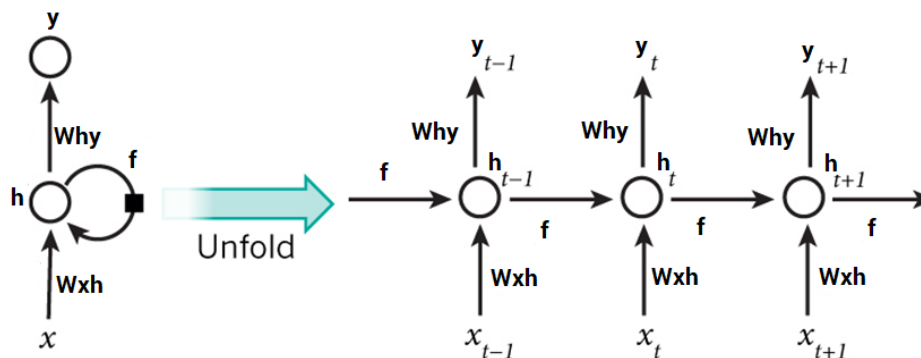 y
y t-1
y t
y t+1
Why
f
Why
Why
Why
h
f
h t-1
h t
h t+1
Unfold
f
f
f
Wxh
Wxh
Wxh
Wxh
x
x t-1
x t
x t+1